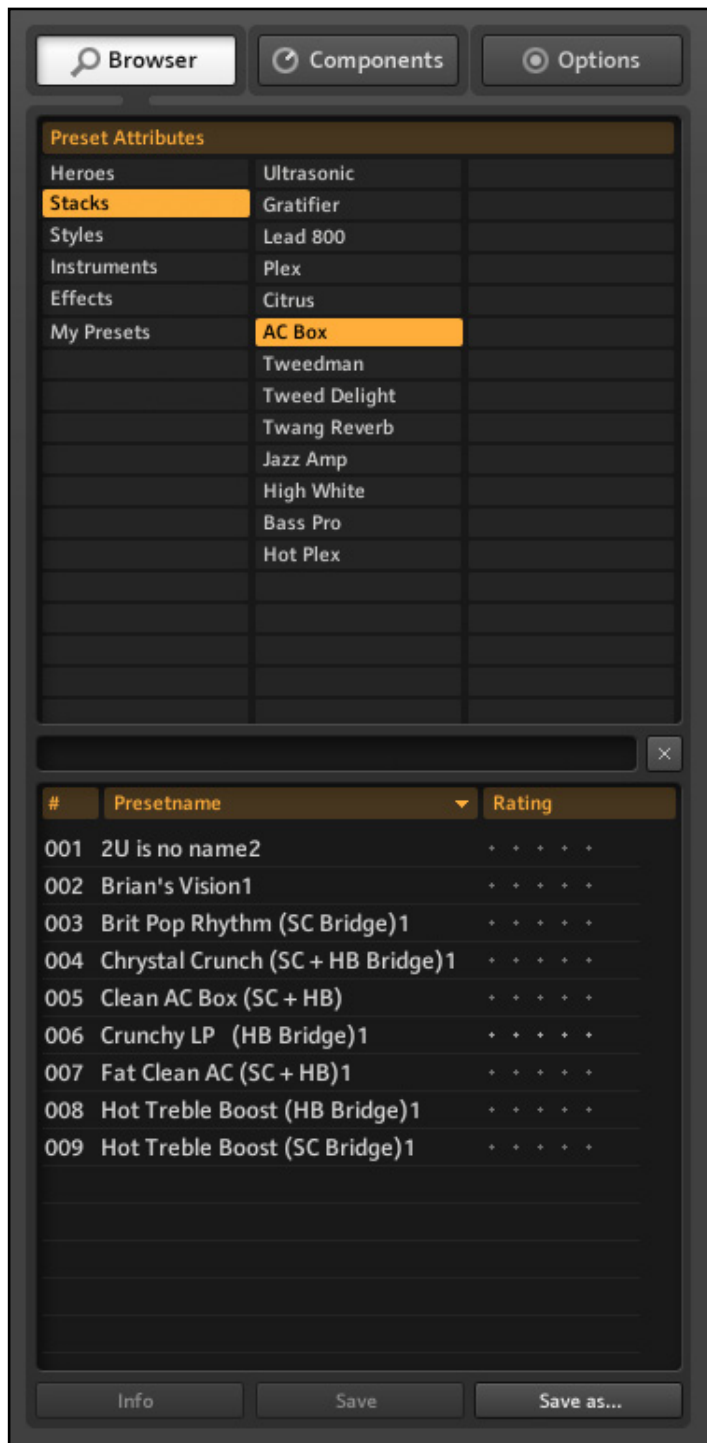 Browser Components Options
Preset Attributes
Heroes Ultrasonic
Stacks Gratifier
Styles Lead 800
Instruments Plex
Effects Citrus
My Presets AC Box
Tweedman
Tweed Delight
Twang Reverb
Jazz Amp
High White
Bass Pro
Hot Plex
# Presetname Rating
001 2U is no name2
002 Brian's Vision1
003 Brit Pop Rhythm (SC Bridge)1
004 Chrystal Crunch (SC + HB Bridge)1
005 Clean AC Box (SC + HB)
006 Crunchy LP (HB Bridge)1
007 Fat Clean AC (SC + HB)1
008 Hot Treble Boost (HB Bridge)1
009 Hot Treble Boost (SC Bridge)1
Info Save Save as...